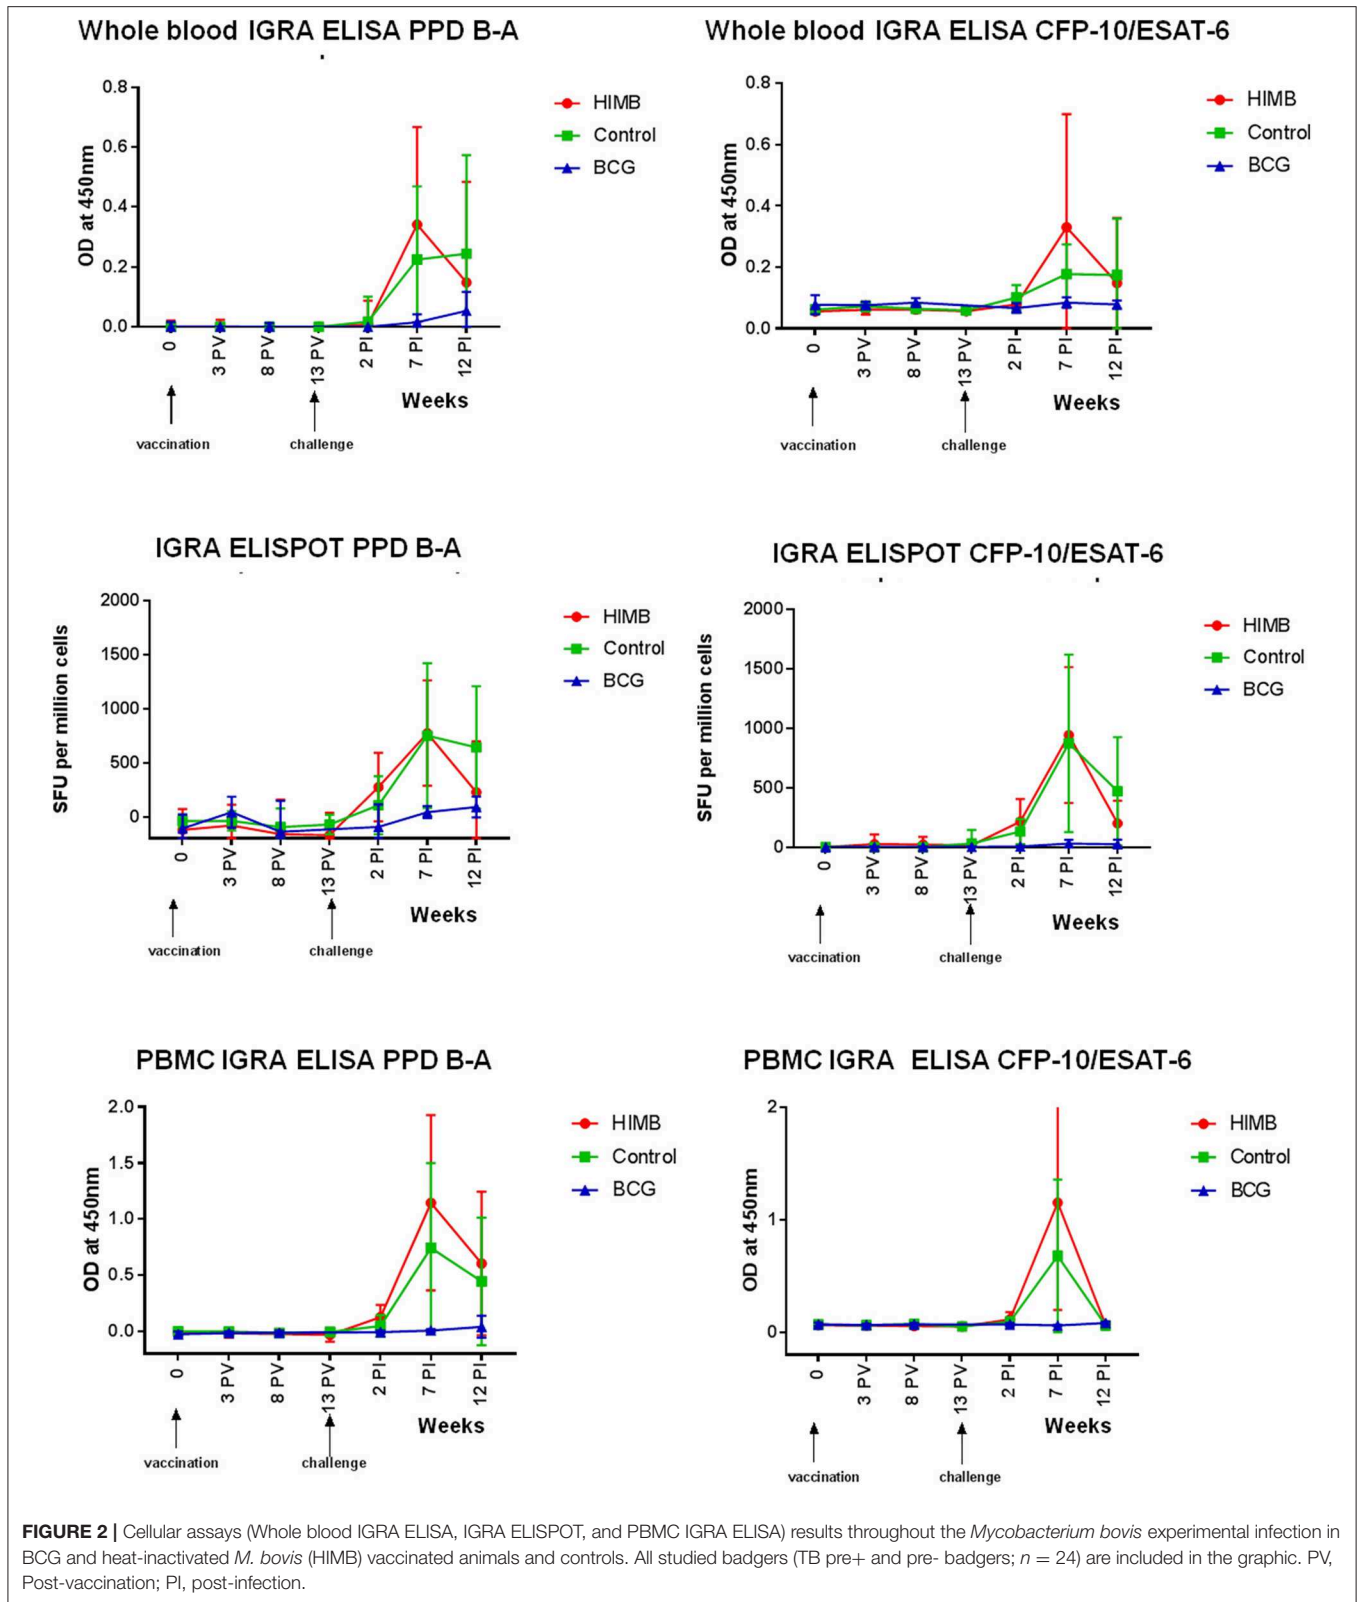 Whole blood IGRA ELISA PPD B-A
0.8
0.6
0.4
0.2
0.0
OD at 450nm
HIMB
Control
BCG
0
3 PV
8 PV
13 PV
2 PI
7 PI
12 PI
Weeks
vaccination
challenge
Whole blood IGRA ELISA CFP-10/ESAT-6
0.8
0.6
0.4
0.2
0.0
OD at 450nm
HIMB
Control
BCG
0
3 PV
8 PV
13 PV
2 PI
7 PI
12 PI
Weeks
vaccination
challenge
IGRA ELISPOT PPD B-A
2000
1500
1000
500
0
SFU per million cells
HIMB
Control
BCG
0
3 PV
8 PV
13 PV
2 PI
7 PI
12 PI
Weeks
vaccination
challenge
IGRA ELISPOT CFP-10/ESAT-6
2000
1500
1000
500
0
SFU per million cells
HIMB
Control
BCG
0
3 PV
8 PV
13 PV
2 PI
7 PI
12 PI
Weeks
vaccination
challenge
PBMC IGRA ELISA PPD B-A
2.0
1.5
1.0
0.5
0.0
OD at 450nm
HIMB
Control
BCG
0
3 PV
8 PV
13 PV
2 PI
7 PI
12 PI
Weeks
vaccination
challenge
PBMC IGRA ELISA CFP-10/ESAT-6
2
1
0
OD at 450nm
HIMB
Control
BCG
0
3 PV
8 PV
13 PV
2 PI
7 PI
12 PI
Weeks
vaccination
challenge
FIGURE 2 | Cellular assays (Whole blood IGRA ELISA, IGRA ELISPOT, and PBMC IGRA ELISA) results throughout the Mycobacterium bovis experimental infection in
BCG and heat-inactivated M. bovis (HIMB) vaccinated animals and controls. All studied badgers (TB pre+ and pre- badgers; n = 24) are included in the graphic. PV,
Post-vaccination; PI, post-infection.